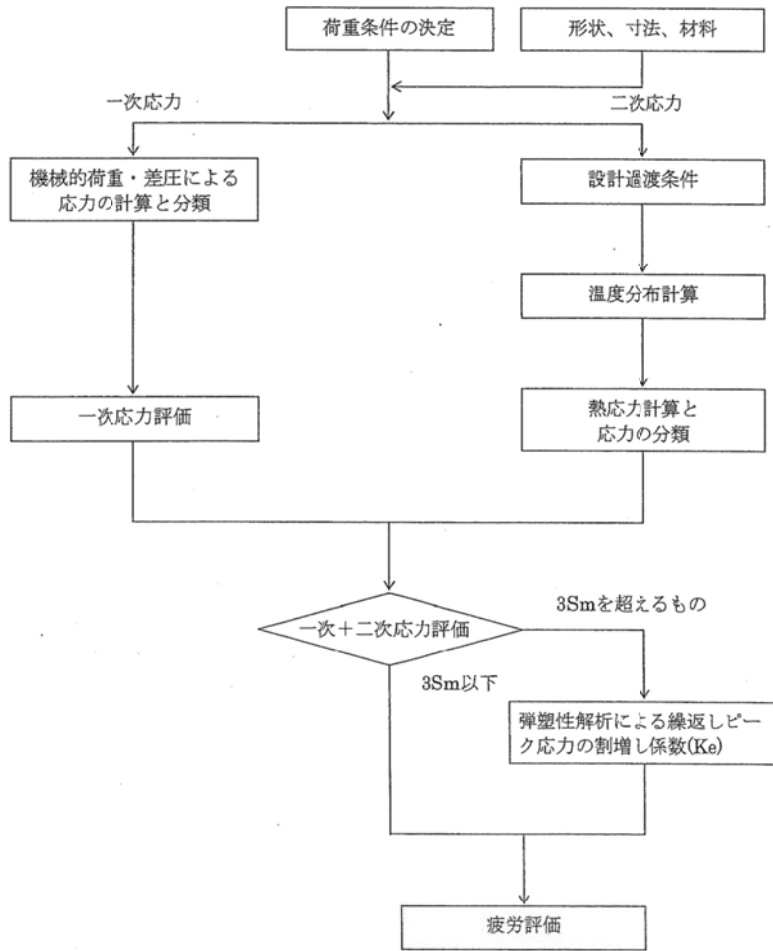 荷重条件の決定
形状、寸法、材料
一次応力
二次応力
機械的荷重・差圧による
応力の計算と分類
設計過渡条件
温度分布計算
一次応力評価
熱応力計算と
応力の分類
一次＋二次応力評価
3Smを超えるもの
3Sm以下
弾塑性解析による繰返しピー
ク応力の割増し係数(Ke)
疲労評価